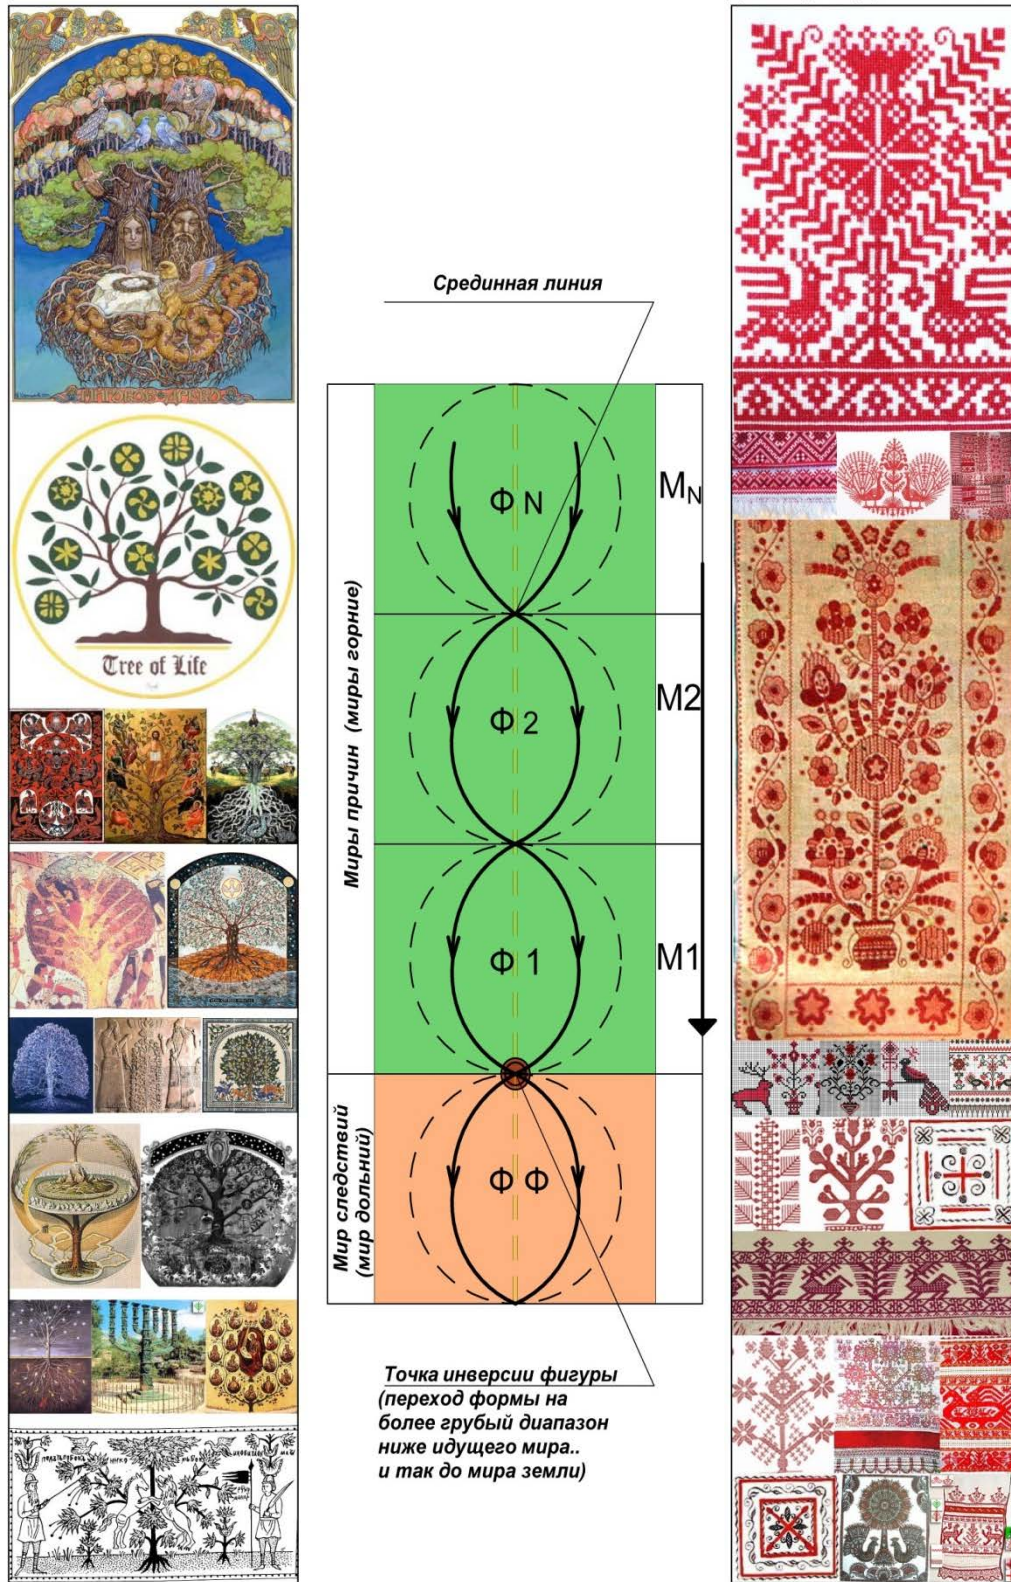 Срединная линия
Tree of Life
Миры причин (миры горние)
Ф N
MN
Ф 2
M2
Ф 1
M1
Мир следствий
(мир дольний)
Ф Ф
Точка инверсии фигуры
(переход формы на
более грубый диапазон
ниже идущего мира..
и так до мира земли)